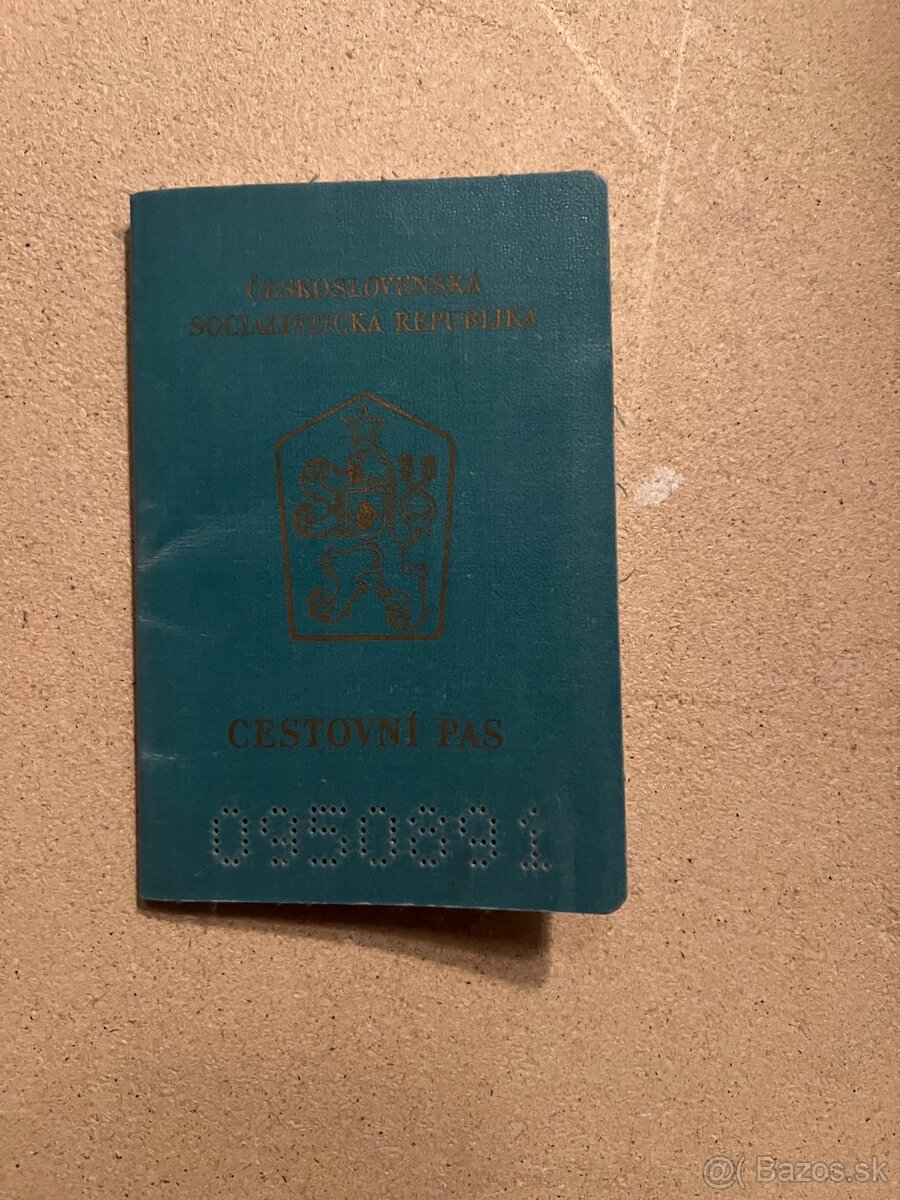 ČESKOSLOVENSKÁ
SOCIALISTICKÁ REPUBLIKA
CESTOVNÍ PAS
0950891
@( Bazos.sk